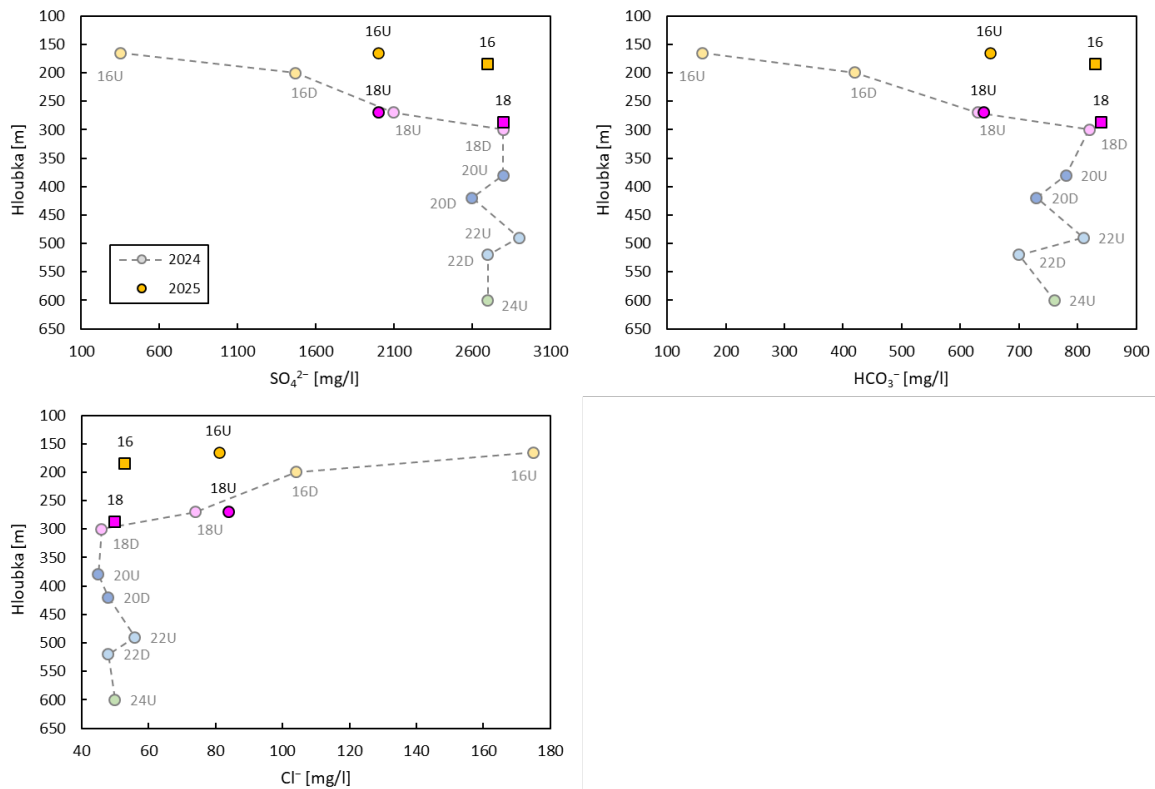 100
150
200
250
300
350
400
450
500
550
600
650
Hloubka [m]
16U
16
16U
16D
18U
18
18U
18D
20U
20D
22U
22D
24U
2024
2025
100 600 1100 1600 2100 2600 3100
SO₄²⁻ [mg/l]
100
150
200
250
300
350
400
450
500
550
600
650
Hloubka [m]
16U
16
16U
16D
18U
18
18U
18D
20U
20D
22U
22D
24U
100 200 300 400 500 600 700 800 900
HCO₃⁻ [mg/l]
100
150
200
250
300
350
400
450
500
550
600
650
Hloubka [m]
16
16U
16U
16D
18
18U
18U
18D
20U
20D
22U
22D
24U
40 60 80 100 120 140 160 180
Cl⁻ [mg/l]